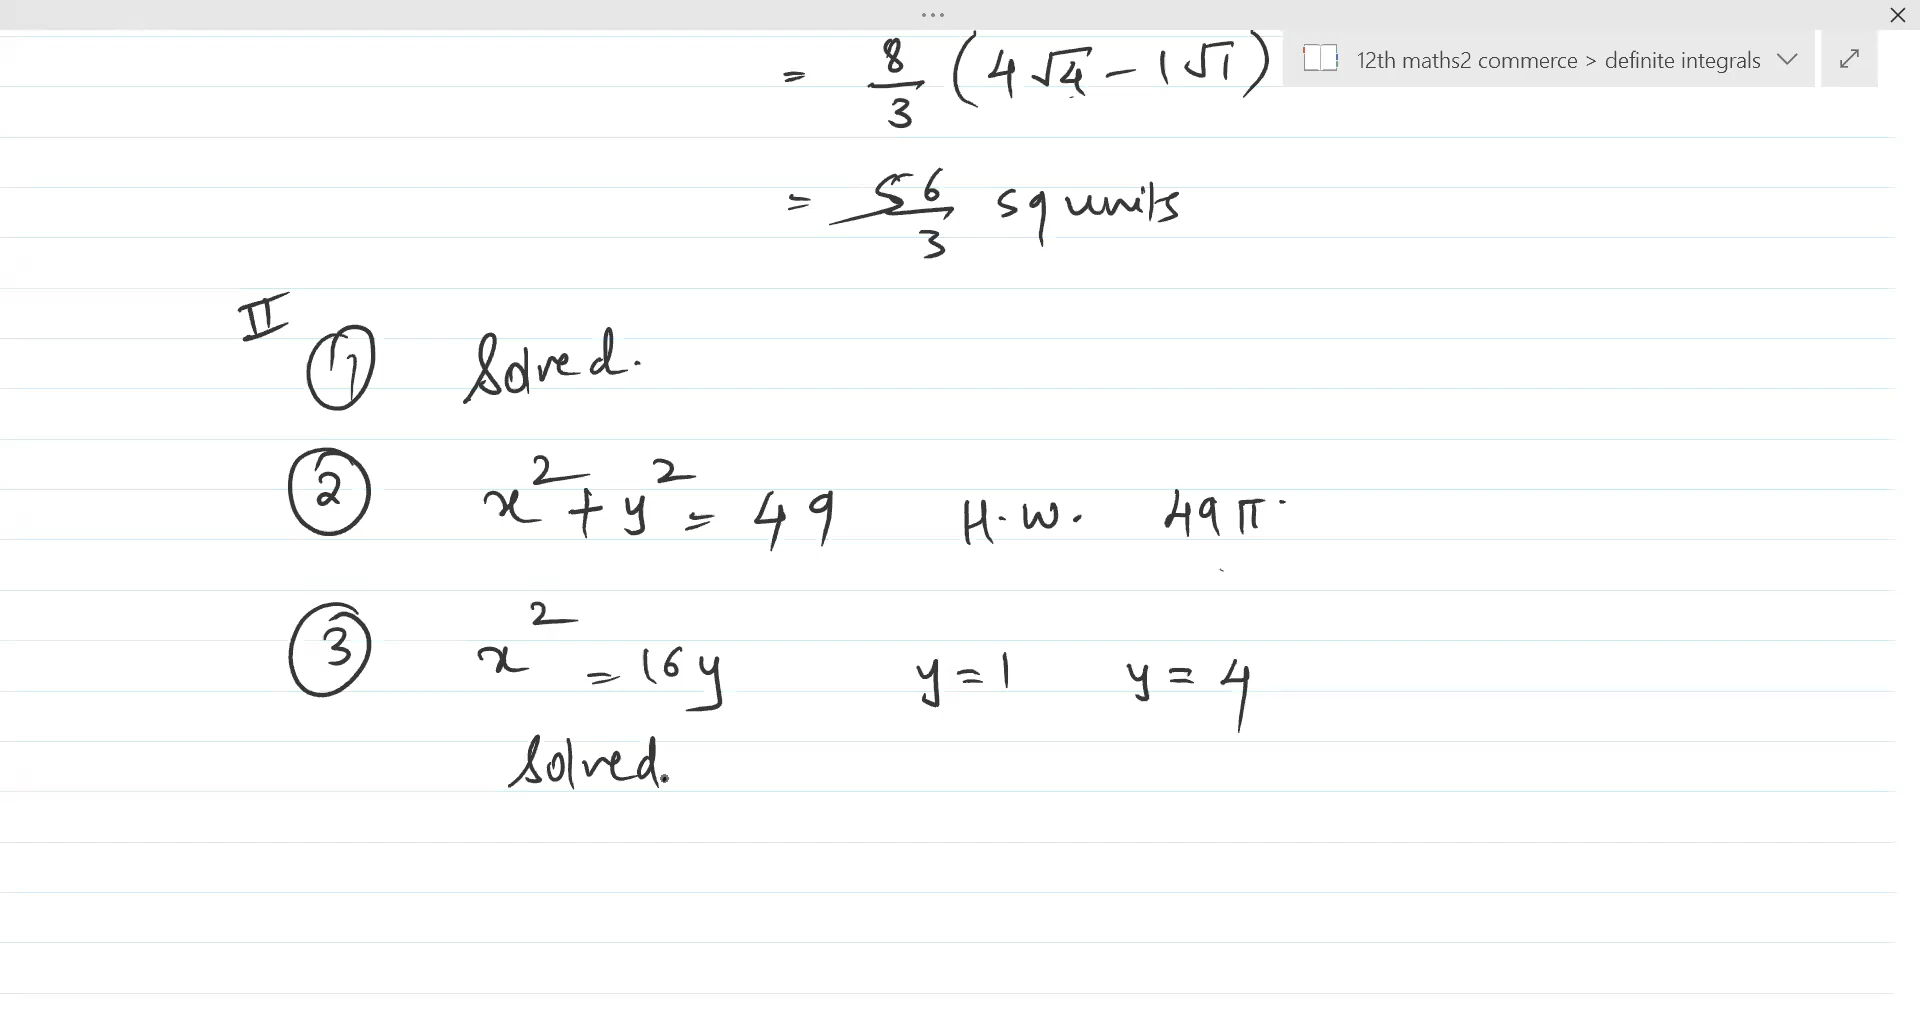 = 8/3 (4√4 - 1√1)
12th maths2 commerce > definite integrals
= 56/3 sq units
II
① Solved.
② x² + y² = 49 H.W. 49π.
③ x² = 16y y = 1 y = 4
Solved.